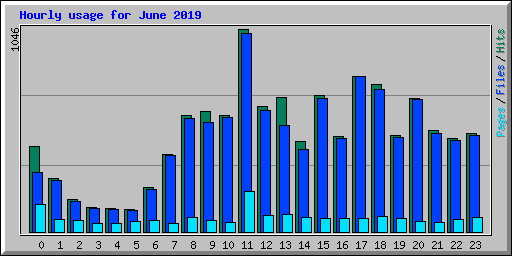 Hourly usage for June 2019
1046
Pages/Files/Hits
0 1 2 3 4 5 6 7 8 9 10 11 12 13 14 15 16 17 18 19 20 21 22 23